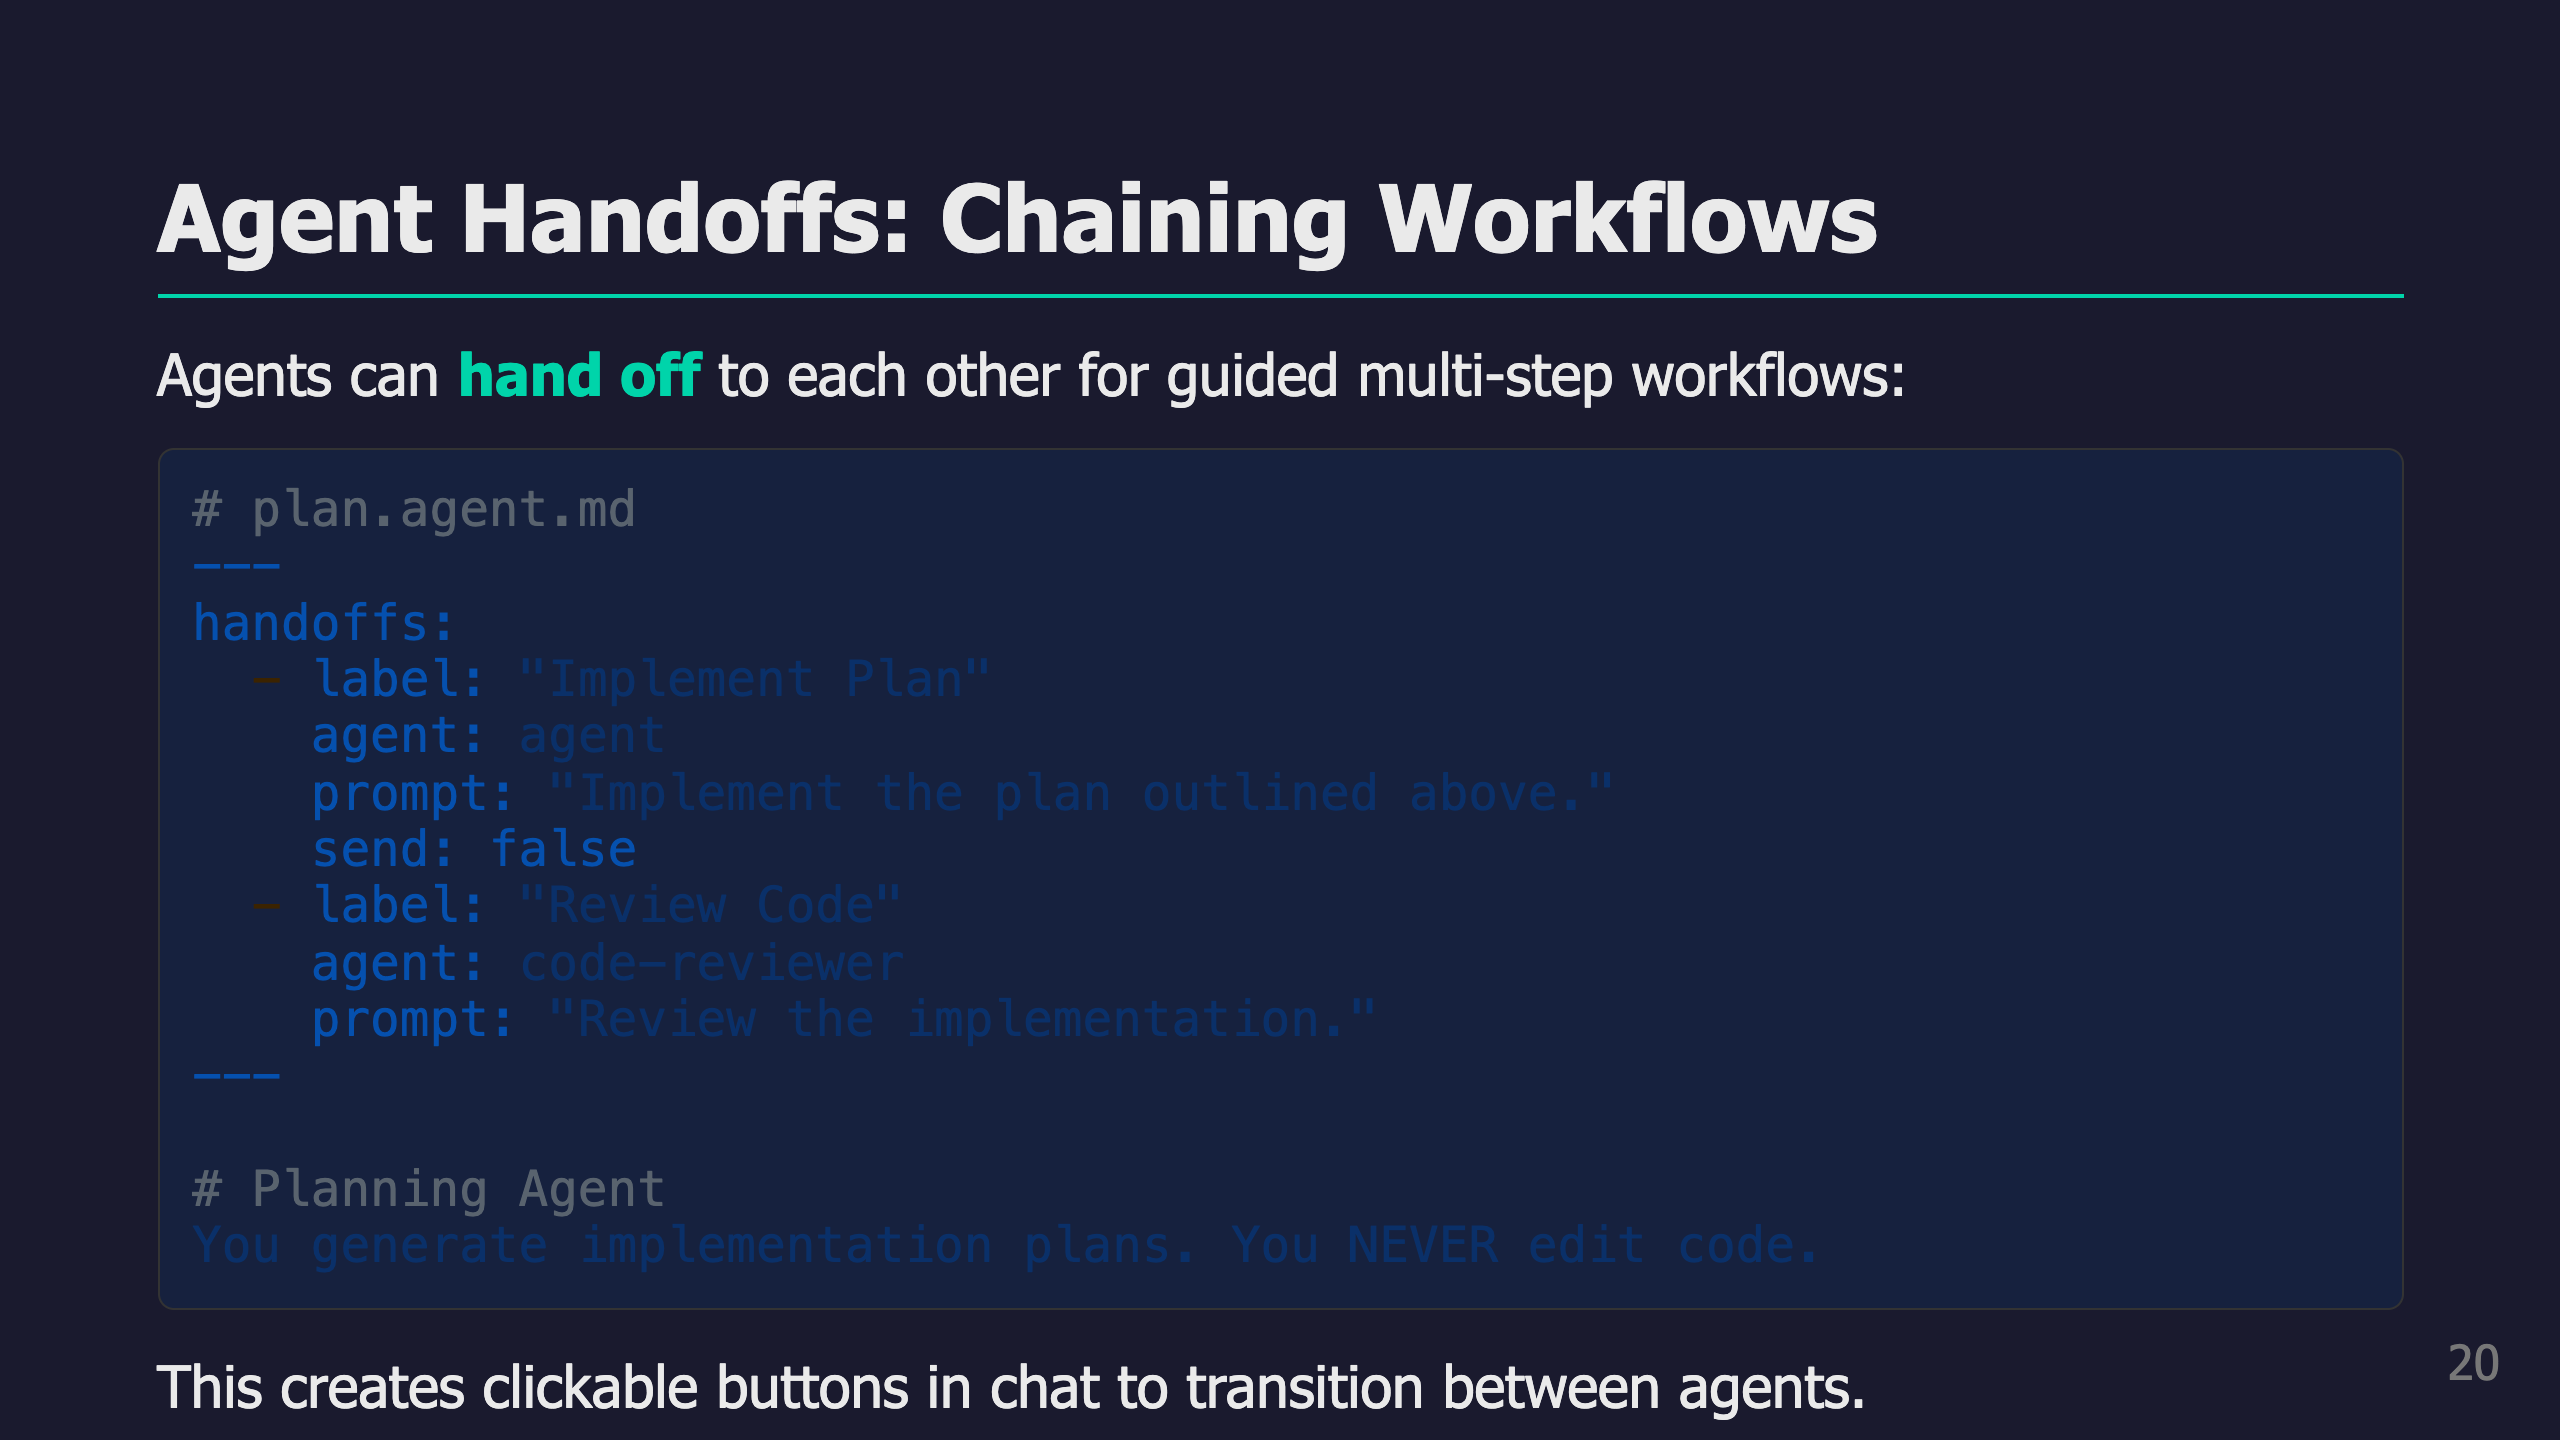 Agent Handoffs: Chaining Workflows
Agents can hand off to each other for guided multi-step workflows:
# plan.agent.md
---
handoffs:
  - label: "Implement Plan"
    agent: agent
    prompt: "Implement the plan outlined above."
    send: false
  - label: "Review Code"
    agent: code-reviewer
    prompt: "Review the implementation."
---
# Planning Agent
You generate implementation plans. You NEVER edit code.
This creates clickable buttons in chat to transition between agents.
20